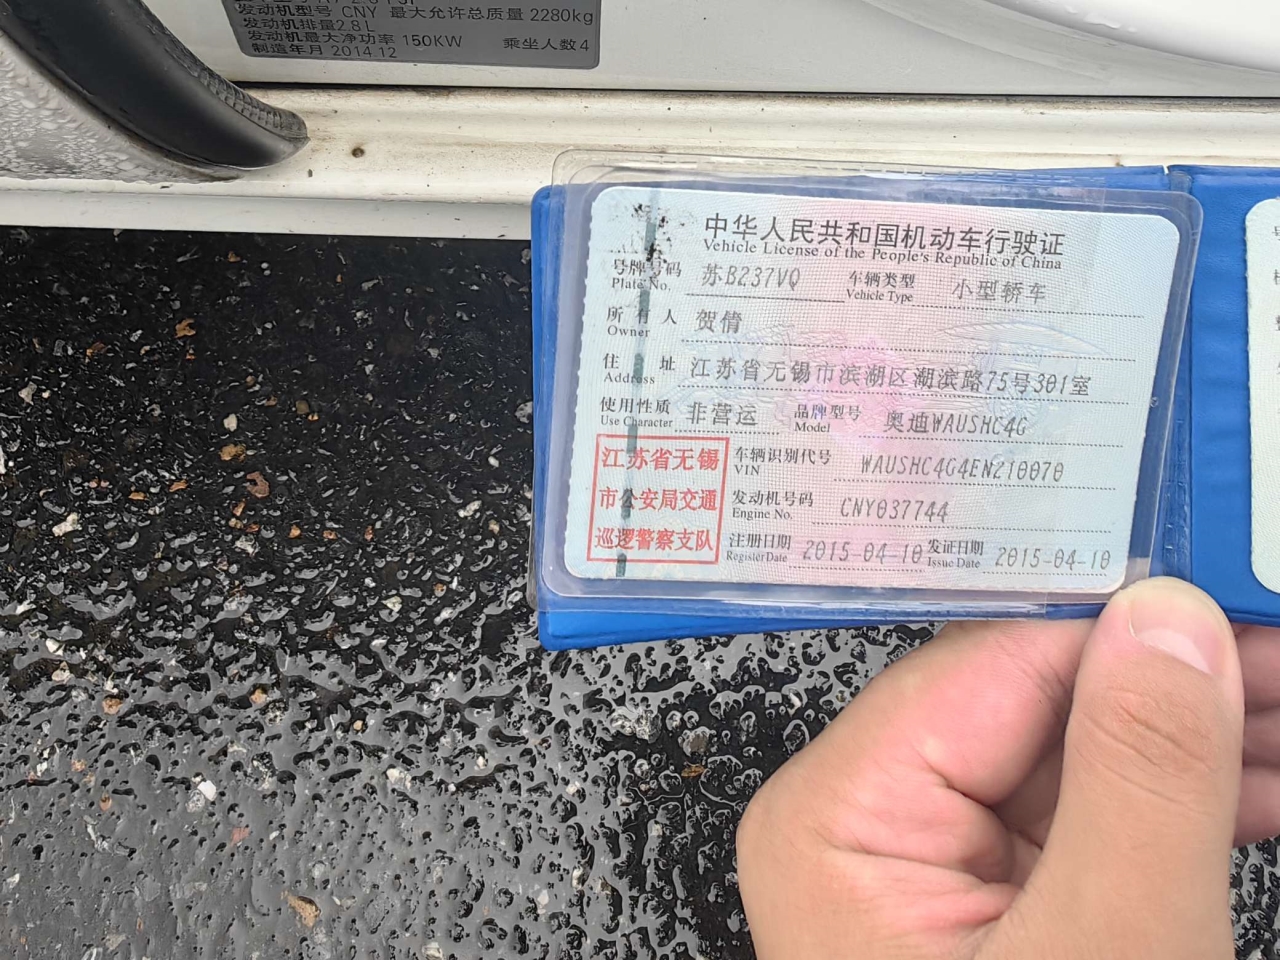 发动机型号 CNY 最大允许总质量 2280kg
发动机排量2.8 L
发动机最大净功率 150KW 乘坐人数4
制造年月 2014.12
中华人民共和国机动车行驶证
Vehicle License of the People's Republic of China
号牌号码 苏B237VQ 车辆类型 小型轿车
Plate No. Vehicle Type
所有人 贺倩
Owner
住址 江苏省无锡市滨湖区湖滨路75号301室
Address
使用性质 非营运 品牌型号 奥迪WAUSHC4G
Use Character Model
江苏省无锡
市公安局交通
巡逻警察支队
车辆识别代号 WAUSHC4G4EN210070
VIN
发动机号码 CNY037744
Engine No.
注册日期 2015-04-10 发证日期 2015-04-10
Register Date Issue Date